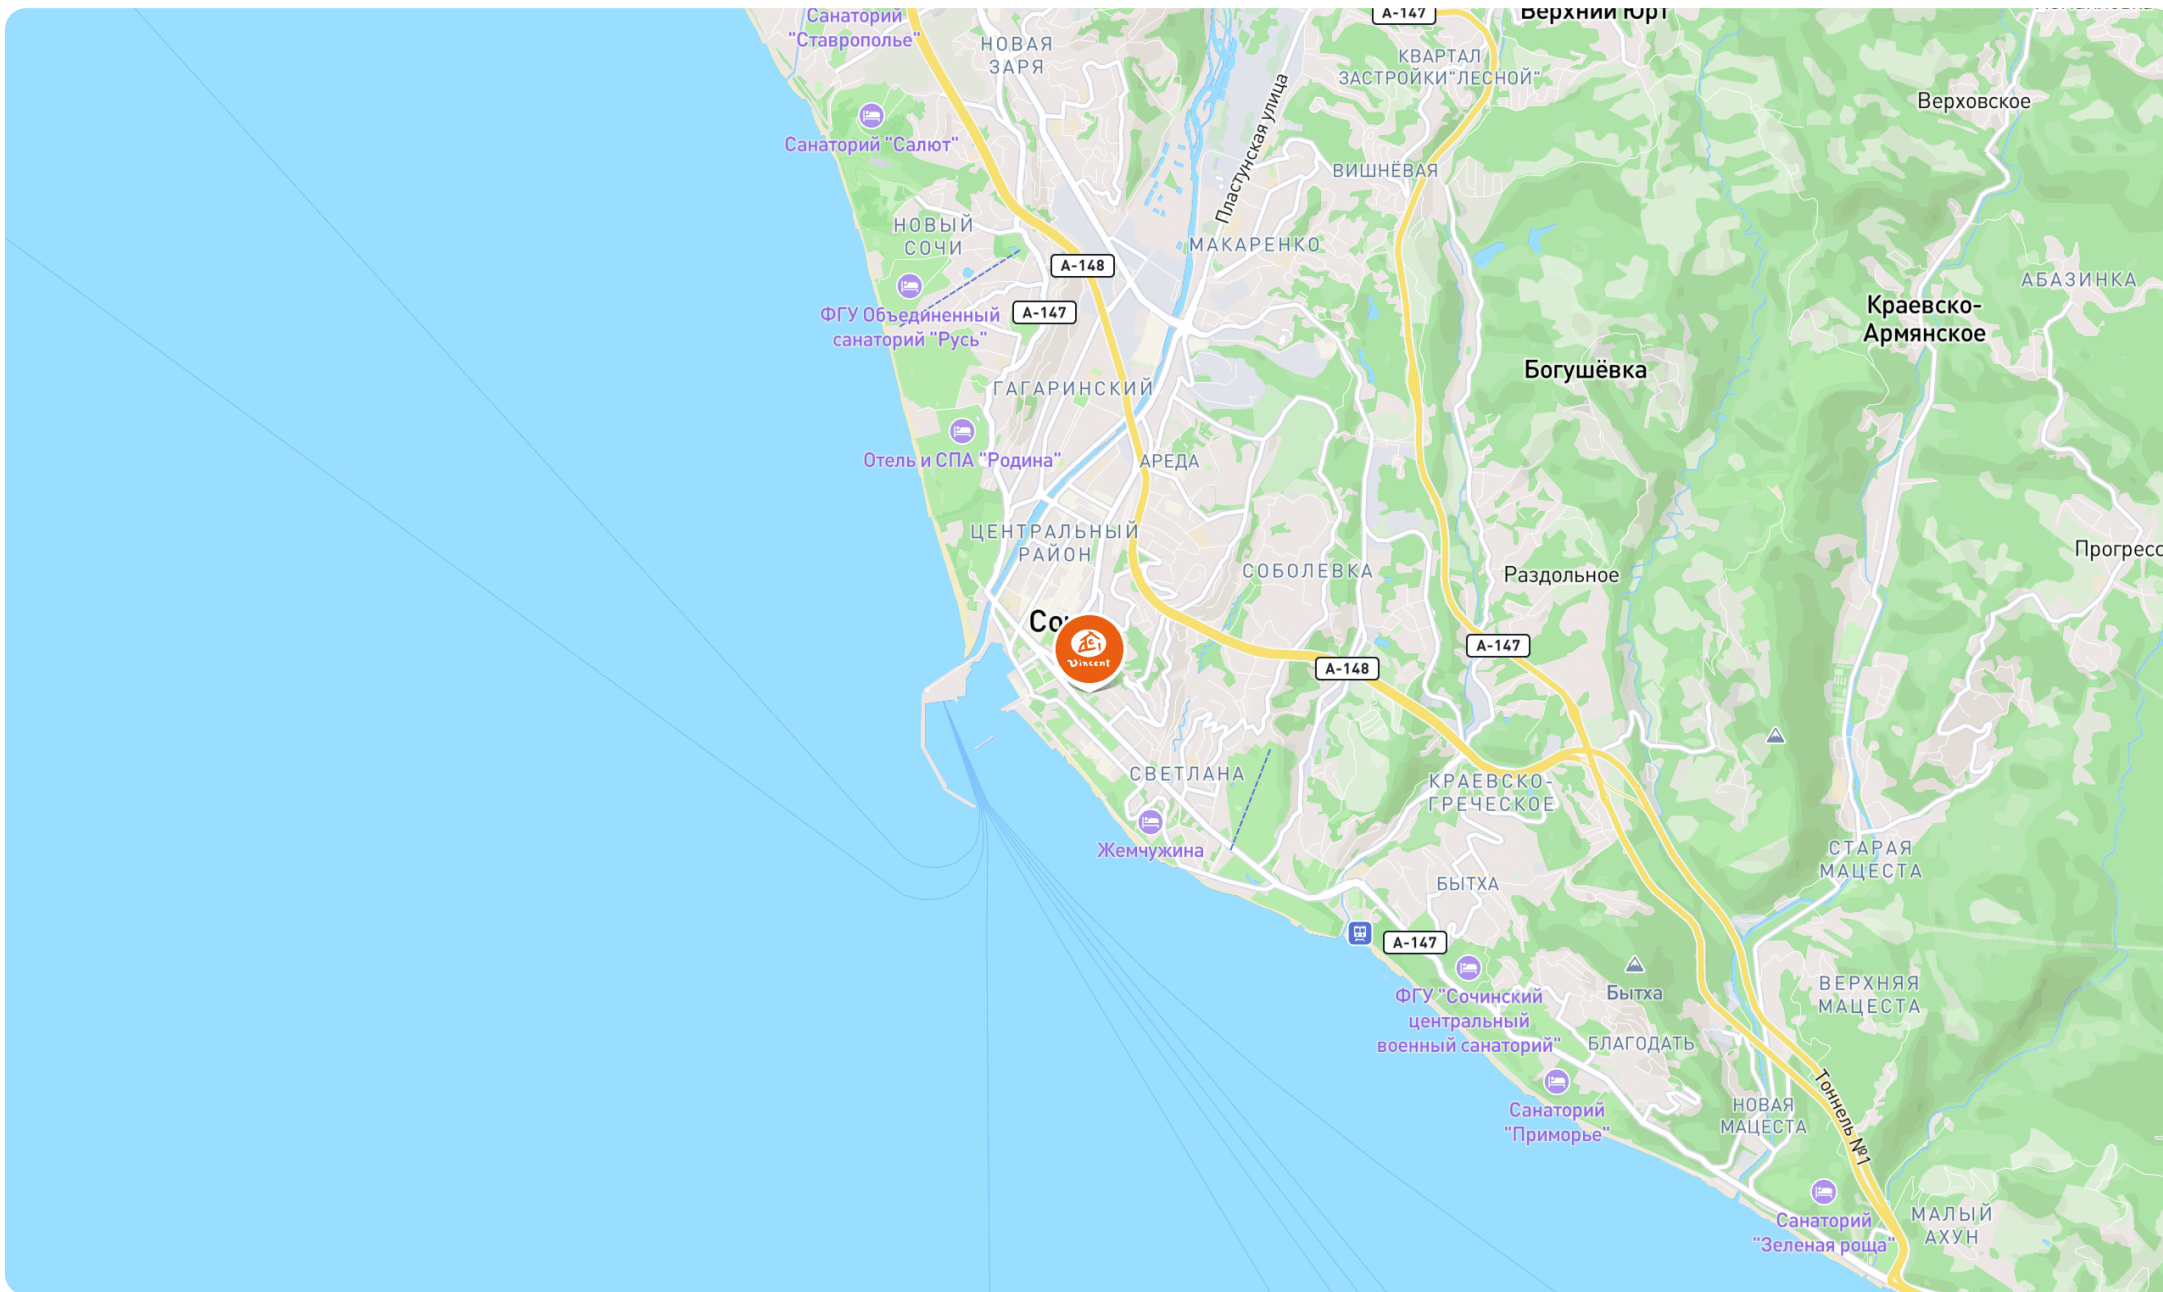 Санаторий
"Ставрополье"
НОВАЯ
ЗАРЯ
А-147
Верхний Юрт
КВАРТАЛ
ЗАСТРОЙКИ"ЛЕСНОЙ"
Верховское
Санаторий "Салют"
Пластунская улица
ВИШНЁВАЯ
НОВЫЙ
СОЧИ
МАКАРЕНКО
А-148
АБАЗИНКА
ФГУ Объединенный
санаторий "Русь"
А-147
Краевско-
Армянское
Богушёвка
ГАГАРИНСКИЙ
Отель и СПА "Родина"
АРЕДА
ЦЕНТРАЛЬНЫЙ
РАЙОН
Прогресс
СОБОЛЕВКА
Раздольное
Vincent
А-147
А-148
СВЕТЛАНА
КРАЕВСКО-
ГРЕЧЕСКОЕ
Жемчужина
СТАРАЯ
МАЦЕСТА
БЫТХА
А-147
ФГУ "Сочинский
центральный
военный санаторий"
Бытха
ВЕРХНЯЯ
МАЦЕСТА
БЛАГОДАТЬ
Санаторий
"Приморье"
НОВАЯ
МАЦЕСТА
Тоннель №1
Санаторий
"Зеленая роща"
МАЛЫЙ
АХУН